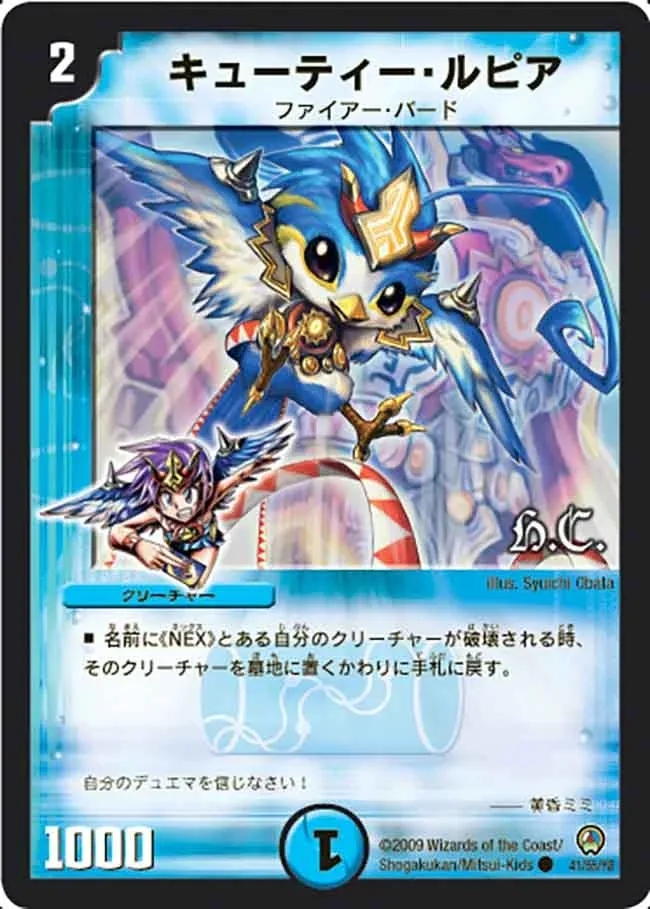 2
キューティー・ルピア
ファイアー・バード
H.C.
illus. Syuichi Obata
クリーチャー
■ 名前に《NEX》とある自分のクリーチャーが破壊される時、
そのクリーチャーを墓地に置くかわりに手札に戻す。
自分のデュエマを信じなさい！
—— 黄昏ミミ
1000
1
©2009 Wizards of the Coast/
Shogakukan/Mitsui-Kids